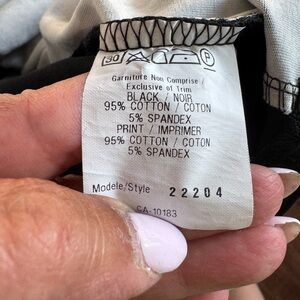 30 P
Garniture Non Comprise /
Exclusive of Trim
BLACK / NOIR
95% COTTON / COTON
5% SPANDEX
PRINT / IMPRIMER
95% COTTON / COTON
5% SPANDEX
Modele/Style 22204
CA-10183